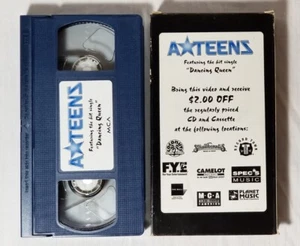 A★TEENS
Featuring the hit single
"Dancing Queen"
MCA
A★TEENS
Featuring the hit single
"Dancing Queen"
Bring this video and receive
$2.00 OFF
the regularly priced
CD and Cassette
at the following locations:
F.Y.E.
CAMELOT
MUSIC
SPEC'S
MUSIC
M·C·A
PLANET
MUSIC